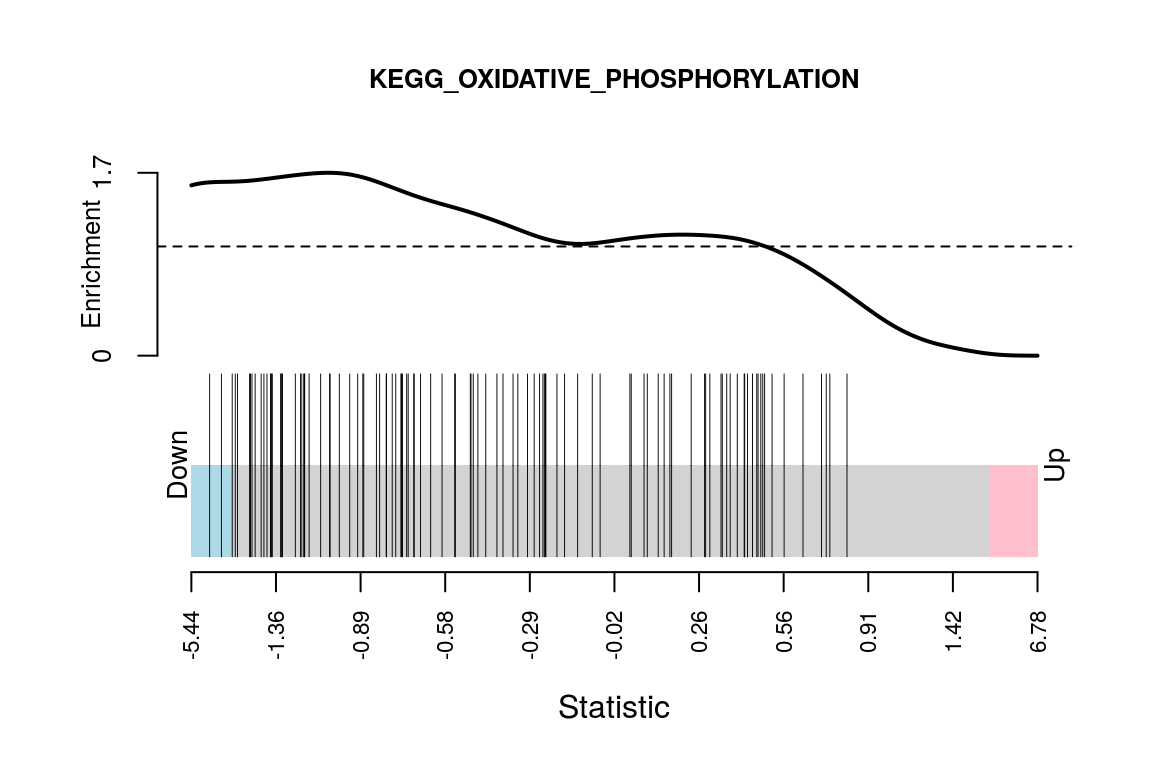 KEGG_OXIDATIVE_PHOSPHORYLATION
1.7
Enrichment
0
Down
Up
-5.44 -1.36 -0.89 -0.58 -0.29 -0.02 0.26 0.56 0.91 1.42 6.78
Statistic